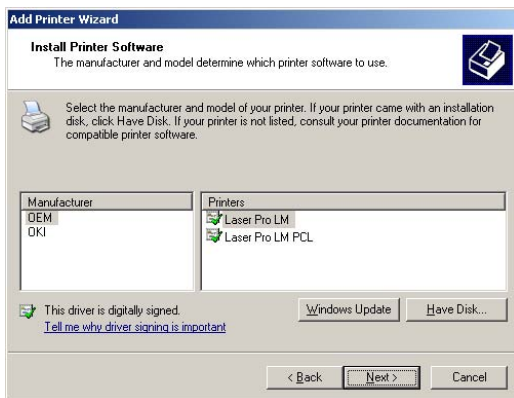 Add Printer Wizard
Install Printer Software
The manufacturer and model determine which printer software to use.
Select the manufacturer and model of your printer. If your printer came with an installation
disk, click Have Disk. If your printer is not listed, consult your printer documentation for
compatible printer software.
Manufacturer
OEM
OKI
Printers
Laser Pro LM
Laser Pro LM PCL
This driver is digitally signed.
Tell me why driver signing is important
Windows Update
Have Disk...
< Back
Next >
Cancel